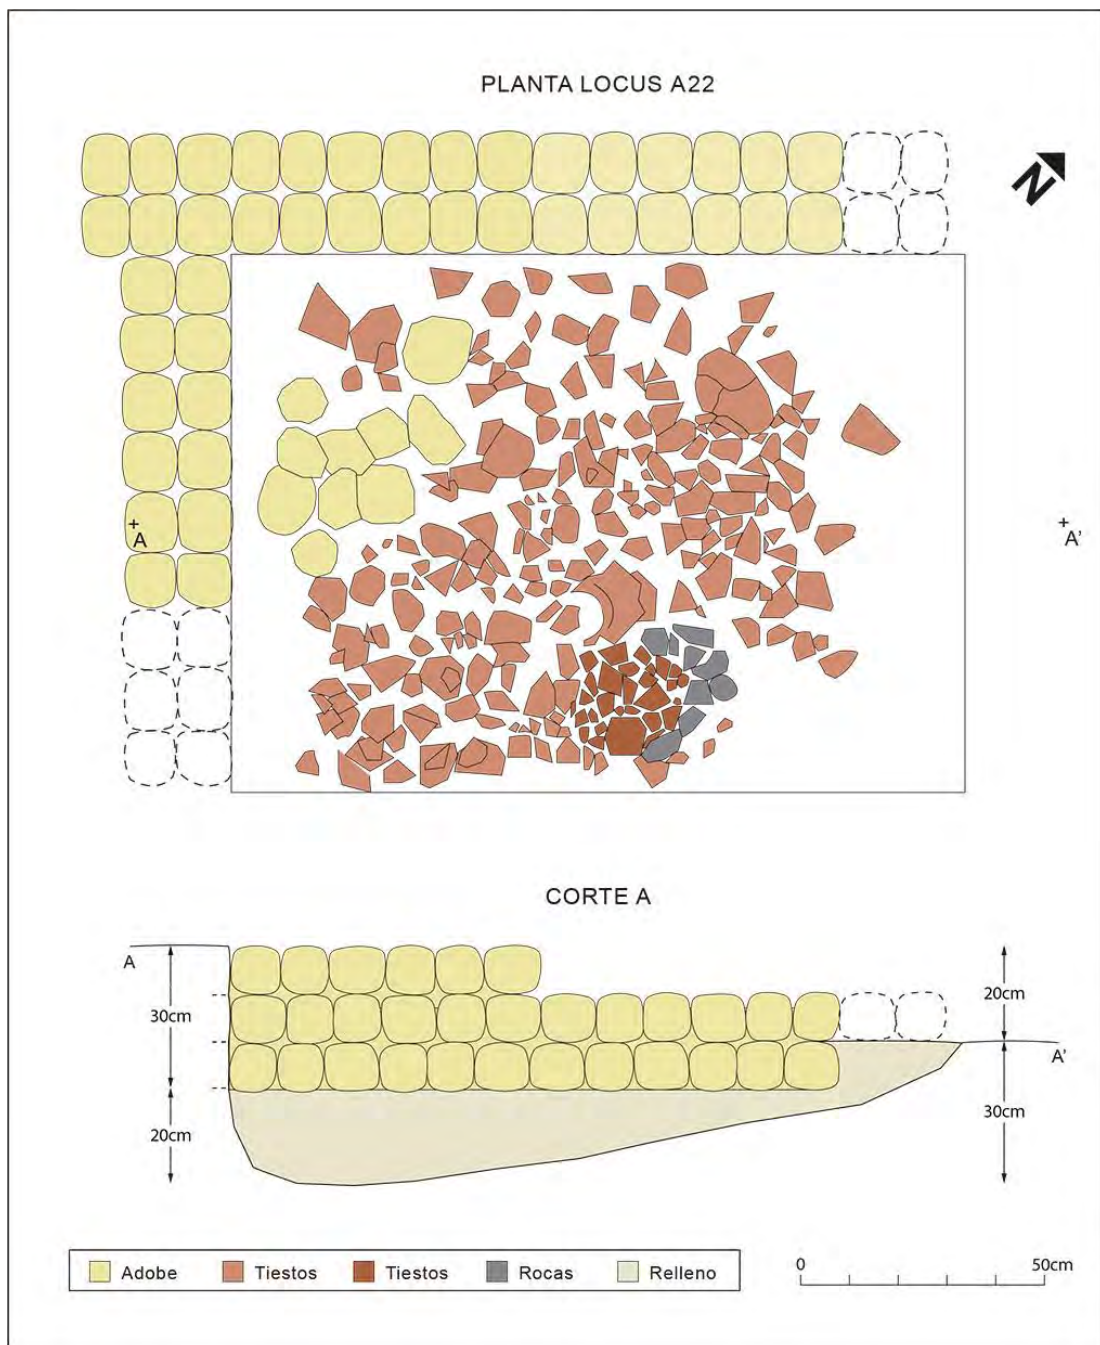 PLANTA LOCUS A22
N
A
A'
CORTE A
A
30cm
20cm
20cm
A'
30cm
Adobe Tiestos Tiestos Rocas Relleno
0 50cm